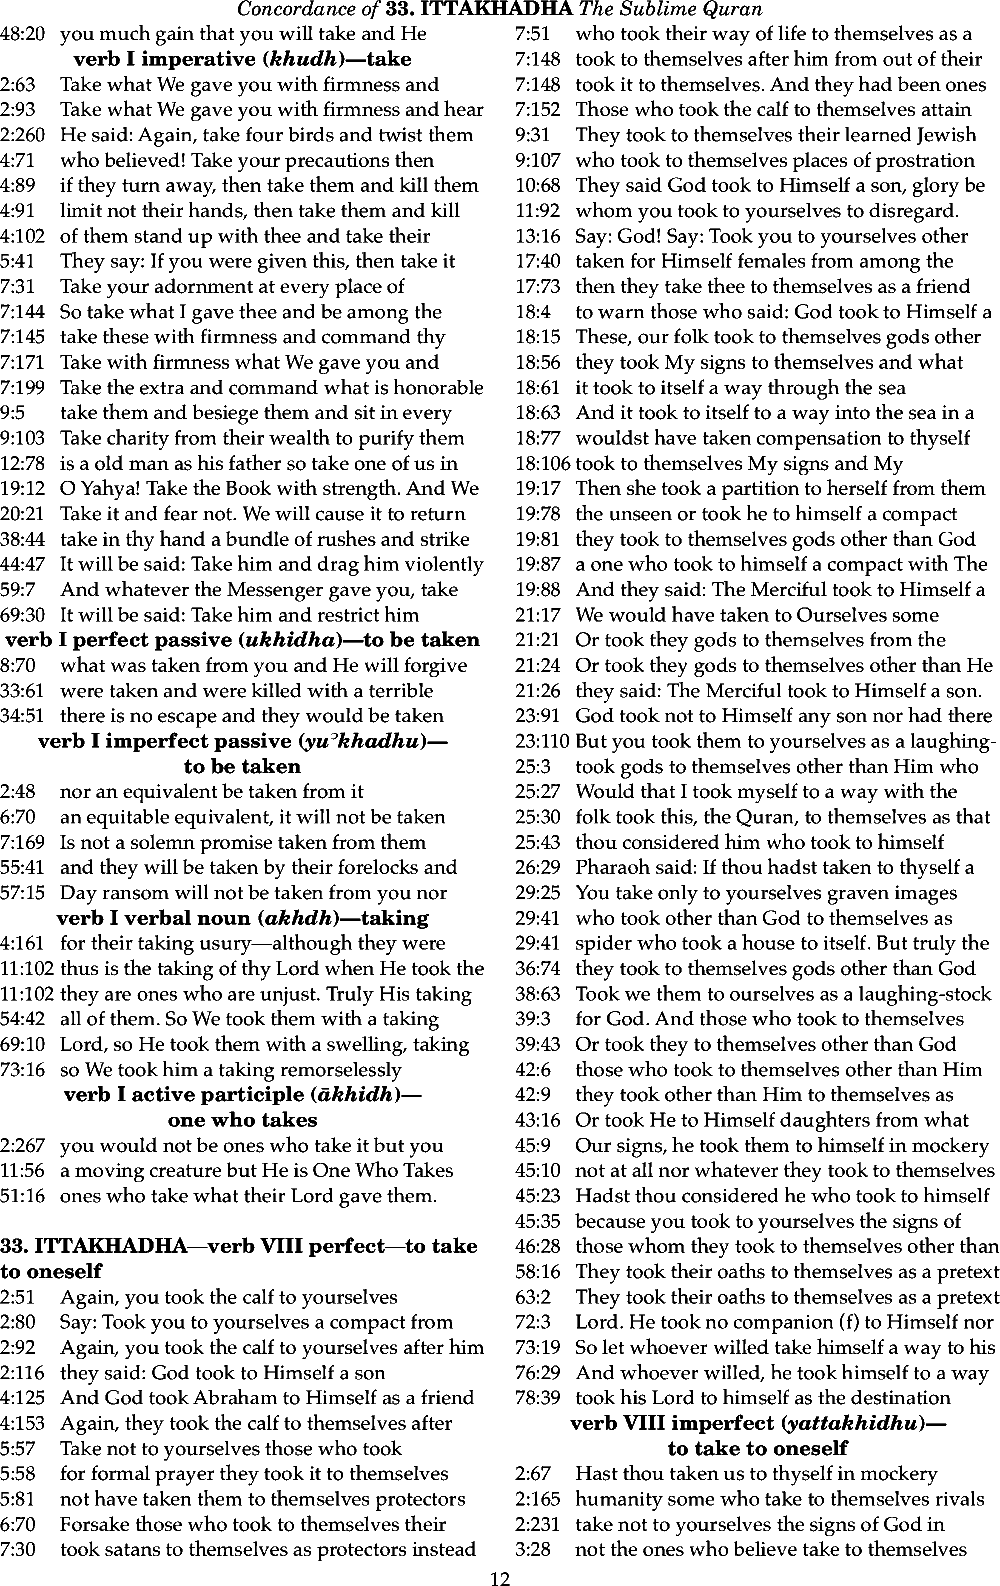 Concordance of 33. ITTAKHADHA The Sublime Quran
48:20 you much gain that you will take and He
verb I imperative (khudh)—take
2:63 Take what We gave you with firmness and
2:93 Take what We gave you with firmness and hear
2:260 He said: Again, take four birds and twist them
4:71 who believed! Take your precautions then
4:89 if they turn away, then take them and kill them
4:91 limit not their hands, then take them and kill
4:102 of them stand up with thee and take their
5:41 They say: If you were given this, then take it
7:31 Take your adornment at every place of
7:144 So take what I gave thee and be among the
7:145 take these with firmness and command thy
7:171 Take with firmness what We gave you and
7:199 Take the extra and command what is honorable
9:5 take them and besiege them and sit in every
9:103 Take charity from their wealth to purify them
12:78 is a old man as his father so take one of us in
19:12 O Yahya! Take the Book with strength. And We
20:21 Take it and fear not. We will cause it to return
38:44 take in thy hand a bundle of rushes and strike
44:47 It will be said: Take him and drag him violently
59:7 And whatever the Messenger gave you, take
69:30 It will be said: Take him and restrict him
verb I perfect passive (ukhidha)—to be taken
8:70 what was taken from you and He will forgive
33:61 were taken and were killed with a terrible
34:51 there is no escape and they would be taken
verb I imperfect passive (yuʾkhadhu)—
to be taken
2:48 nor an equivalent be taken from it
6:70 an equitable equivalent, it will not be taken
7:169 Is not a solemn promise taken from them
55:41 and they will be taken by their forelocks and
57:15 Day ransom will not be taken from you nor
verb I verbal noun (akhdh)—taking
4:161 for their taking usury—although they were
11:102 thus is the taking of thy Lord when He took the
11:102 they are ones who are unjust. Truly His taking
54:42 all of them. So We took them with a taking
69:10 Lord, so He took them with a swelling, taking
73:16 so We took him a taking remorselessly
verb I active participle (ākhidh)—
one who takes
2:267 you would not be ones who take it but you
11:56 a moving creature but He is One Who Takes
51:16 ones who take what their Lord gave them.
33. ITTAKHADHA—verb VIII perfect—to take
to oneself
2:51 Again, you took the calf to yourselves
2:80 Say: Took you to yourselves a compact from
2:92 Again, you took the calf to yourselves after him
2:116 they said: God took to Himself a son
4:125 And God took Abraham to Himself as a friend
4:153 Again, they took the calf to themselves after
5:57 Take not to yourselves those who took
5:58 for formal prayer they took it to themselves
5:81 not have taken them to themselves protectors
6:70 Forsake those who took to themselves their
7:30 took satans to themselves as protectors instead
7:51 who took their way of life to themselves as a
7:148 took to themselves after him from out of their
7:148 took it to themselves. And they had been ones
7:152 Those who took the calf to themselves attain
9:31 They took to themselves their learned Jewish
9:107 who took to themselves places of prostration
10:68 They said God took to Himself a son, glory be
11:92 whom you took to yourselves to disregard.
13:16 Say: God! Say: Took you to yourselves other
17:40 taken for Himself females from among the
17:73 then they take thee to themselves as a friend
18:4 to warn those who said: God took to Himself a
18:15 These, our folk took to themselves gods other
18:56 they took My signs to themselves and what
18:61 it took to itself a way through the sea
18:63 And it took to itself to a way into the sea in a
18:77 wouldst have taken compensation to thyself
18:106 took to themselves My signs and My
19:17 Then she took a partition to herself from them
19:78 the unseen or took he to himself a compact
19:81 they took to themselves gods other than God
19:87 a one who took to himself a compact with The
19:88 And they said: The Merciful took to Himself a
21:17 We would have taken to Ourselves some
21:21 Or took they gods to themselves from the
21:24 Or took they gods to themselves other than He
21:26 they said: The Merciful took to Himself a son.
23:91 God took not to Himself any son nor had there
23:110 But you took them to yourselves as a laughing-
25:3 took gods to themselves other than Him who
25:27 Would that I took myself to a way with the
25:30 folk took this, the Quran, to themselves as that
25:43 thou considered him who took to himself
26:29 Pharaoh said: If thou hadst taken to thyself a
29:25 You take only to yourselves graven images
29:41 who took other than God to themselves as
29:41 spider who took a house to itself. But truly the
36:74 they took to themselves gods other than God
38:63 Took we them to ourselves as a laughing-stock
39:3 for God. And those who took to themselves
39:43 Or took they to themselves other than God
42:6 those who took to themselves other than Him
42:9 they took other than Him to themselves as
43:16 Or took He to Himself daughters from what
45:9 Our signs, he took them to himself in mockery
45:10 not at all nor whatever they took to themselves
45:23 Hadst thou considered he who took to himself
45:35 because you took to yourselves the signs of
46:28 those whom they took to themselves other than
58:16 They took their oaths to themselves as a pretext
63:2 They took their oaths to themselves as a pretext
72:3 Lord. He took no companion (f) to Himself nor
73:19 So let whoever willed take himself a way to his
76:29 And whoever willed, he took himself to a way
78:39 took his Lord to himself as the destination
verb VIII imperfect (yattakhidhu)—
to take to oneself
2:67 Hast thou taken us to thyself in mockery
2:165 humanity some who take to themselves rivals
2:231 take not to yourselves the signs of God in
3:28 not the ones who believe take to themselves
12